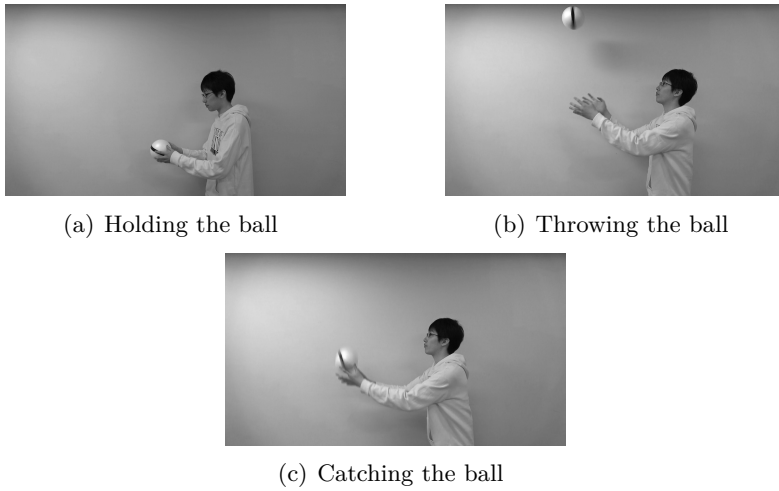 (a) Holding the ball
(b) Throwing the ball
(c) Catching the ball